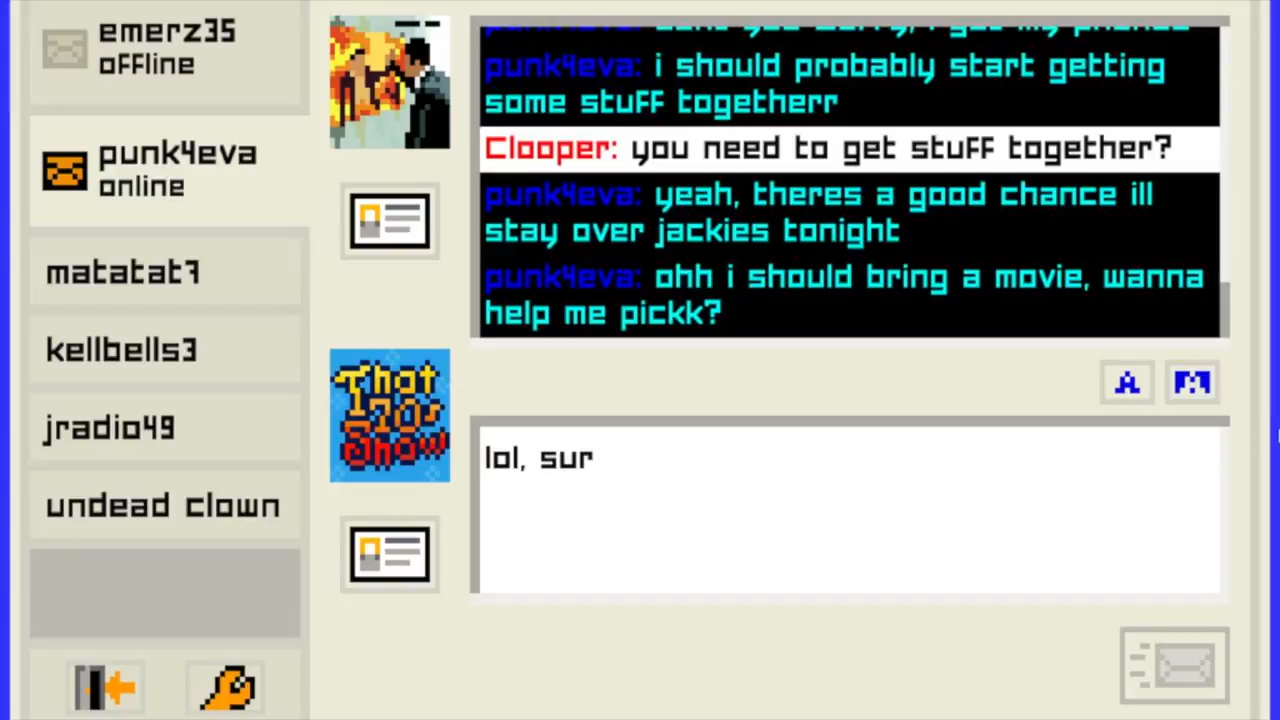 emerz35
offline
punk4eva
online
matatat7
kellbells3
jradio49
undead clown
punk4eva: i should probably start getting
some stuff togetherr
Clooper: you need to get stuff together?
punk4eva: yeah, theres a good chance ill
stay over jackies tonight
punk4eva: ohh i should bring a movie, wanna
help me pickk?
That
70s
Show
A
lol, sur